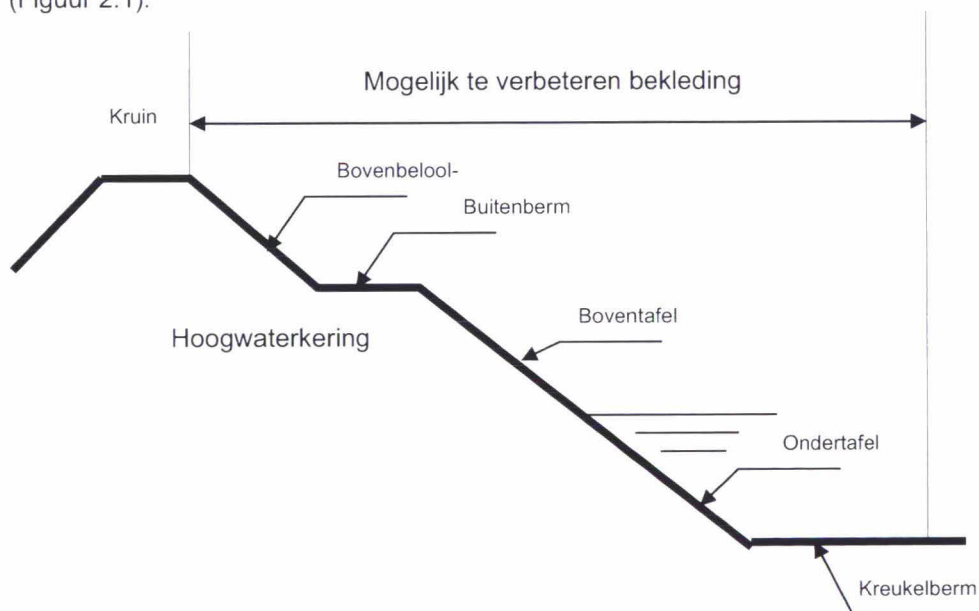 (Figuur 2.1).
Mogelijk te verbeteren bekleding
Kruin
Bovenbelool-
Buitenberm
Boventafel
Hoogwaterkering
Ondertafel
Kreukelberm